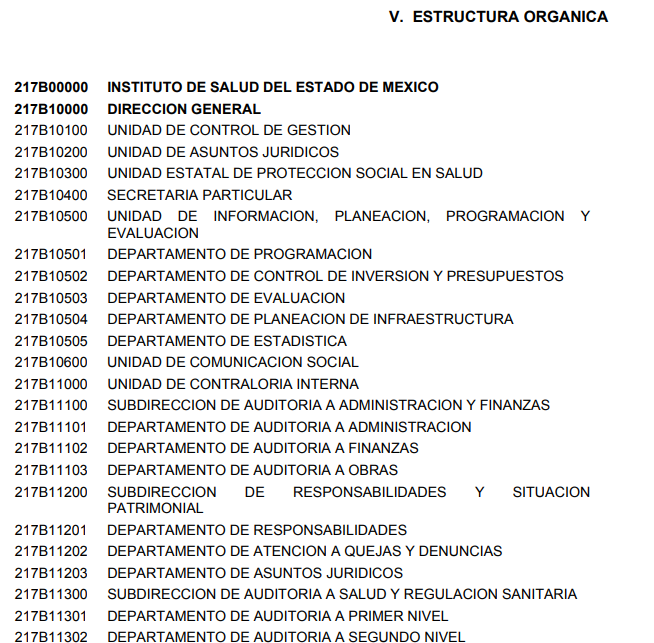 V. ESTRUCTURA ORGANICA
217B00000 INSTITUTO DE SALUD DEL ESTADO DE MEXICO
217B10000 DIRECCION GENERAL
217B10100 UNIDAD DE CONTROL DE GESTION
217B10200 UNIDAD DE ASUNTOS JURIDICOS
217B10300 UNIDAD ESTATAL DE PROTECCION SOCIAL EN SALUD
217B10400 SECRETARIA PARTICULAR
217B10500 UNIDAD DE INFORMACION, PLANEACION, PROGRAMACION Y
EVALUACION
217B10501 DEPARTAMENTO DE PROGRAMACION
217B10502 DEPARTAMENTO DE CONTROL DE INVERSION Y PRESUPUESTOS
217B10503 DEPARTAMENTO DE EVALUACION
217B10504 DEPARTAMENTO DE PLANEACION DE INFRAESTRUCTURA
217B10505 DEPARTAMENTO DE ESTADISTICA
217B10600 UNIDAD DE COMUNICACION SOCIAL
217B11000 UNIDAD DE CONTRALORIA INTERNA
217B11100 SUBDIRECCION DE AUDITORIA A ADMINISTRACION Y FINANZAS
217B11101 DEPARTAMENTO DE AUDITORIA A ADMINISTRACION
217B11102 DEPARTAMENTO DE AUDITORIA A FINANZAS
217B11103 DEPARTAMENTO DE AUDITORIA A OBRAS
217B11200 SUBDIRECCION DE RESPONSABILIDADES Y SITUACION
PATRIMONIAL
217B11201 DEPARTAMENTO DE RESPONSABILIDADES
217B11202 DEPARTAMENTO DE ATENCION A QUEJAS Y DENUNCIAS
217B11203 DEPARTAMENTO DE ASUNTOS JURIDICOS
217B11300 SUBDIRECCION DE AUDITORIA A SALUD Y REGULACION SANITARIA
217B11301 DEPARTAMENTO DE AUDITORIA A PRIMER NIVEL
217B11302 DEPARTAMENTO DE AUDITORIA A SEGUNDO NIVEL